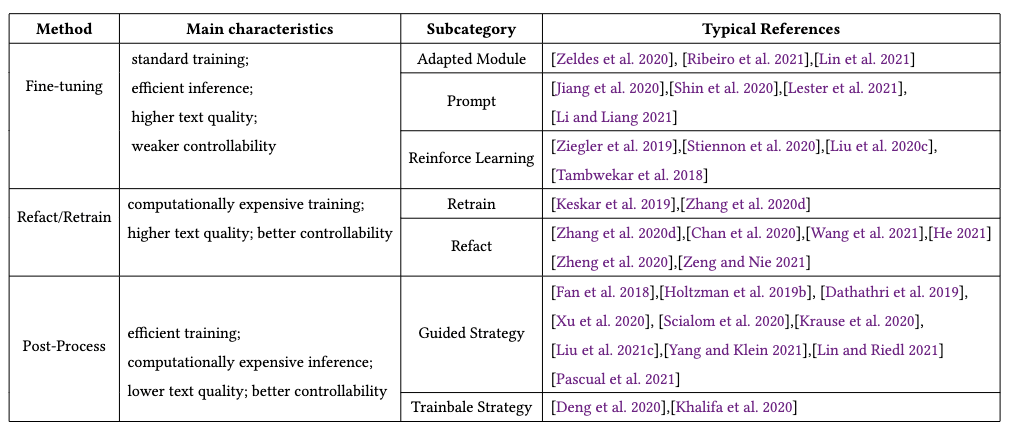 Method Main characteristics Subcategory Typical References
Fine-tuning
standard training;
efficient inference;
higher text quality;
weaker controllability
Adapted Module
[Zeldes et al. 2020], [Ribeiro et al. 2021],[Lin et al. 2021]
Prompt
[Jiang et al. 2020],[Shin et al. 2020],[Lester et al. 2021],
[Li and Liang 2021]
Reinforce Learning
[Ziegler et al. 2019],[Stiennon et al. 2020],[Liu et al. 2020c],
[Tambwekar et al. 2018]
Refact/Retrain
computationally expensive training;
higher text quality; better controllability
Retrain
[Keskar et al. 2019],[Zhang et al. 2020d]
Refact
[Zhang et al. 2020d],[Chan et al. 2020],[Wang et al. 2021],[He 2021]
[Zheng et al. 2020],[Zeng and Nie 2021]
Post-Process
efficient training;
computationally expensive inference;
lower text quality; better controllability
Guided Strategy
[Fan et al. 2018],[Holtzman et al. 2019b], [Dathathri et al. 2019],
[Xu et al. 2020], [Scialom et al. 2020],[Krause et al. 2020],
[Liu et al. 2021c],[Yang and Klein 2021],[Lin and Riedl 2021]
[Pascual et al. 2021]
Trainbale Strategy
[Deng et al. 2020],[Khalifa et al. 2020]